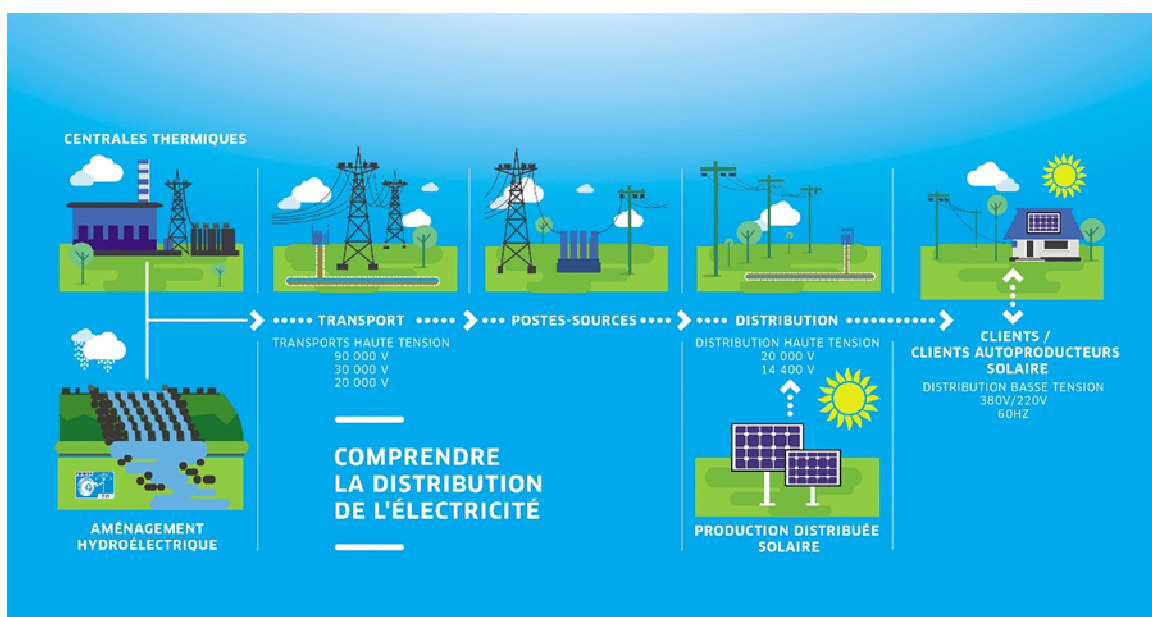 CENTRALES THERMIQUES
TRANSPORT
POSTES-SOURCES
DISTRIBUTION
TRANSPORTS HAUTE TENSION
90 000 V
30 000 V
20 000 V
DISTRIBUTION HAUTE TENSION
20 000 V
14 400 V
CLIENTS /
CLIENTS AUTOPRODUCTEURS
SOLAIRE
DISTRIBUTION BASSE TENSION
380V/220V
60HZ
COMPRENDRE
LA DISTRIBUTION
DE L'ÉLECTRICITÉ
AMÉNAGEMENT
HYDROÉLECTRIQUE
PRODUCTION DISTRIBUÉE
SOLAIRE